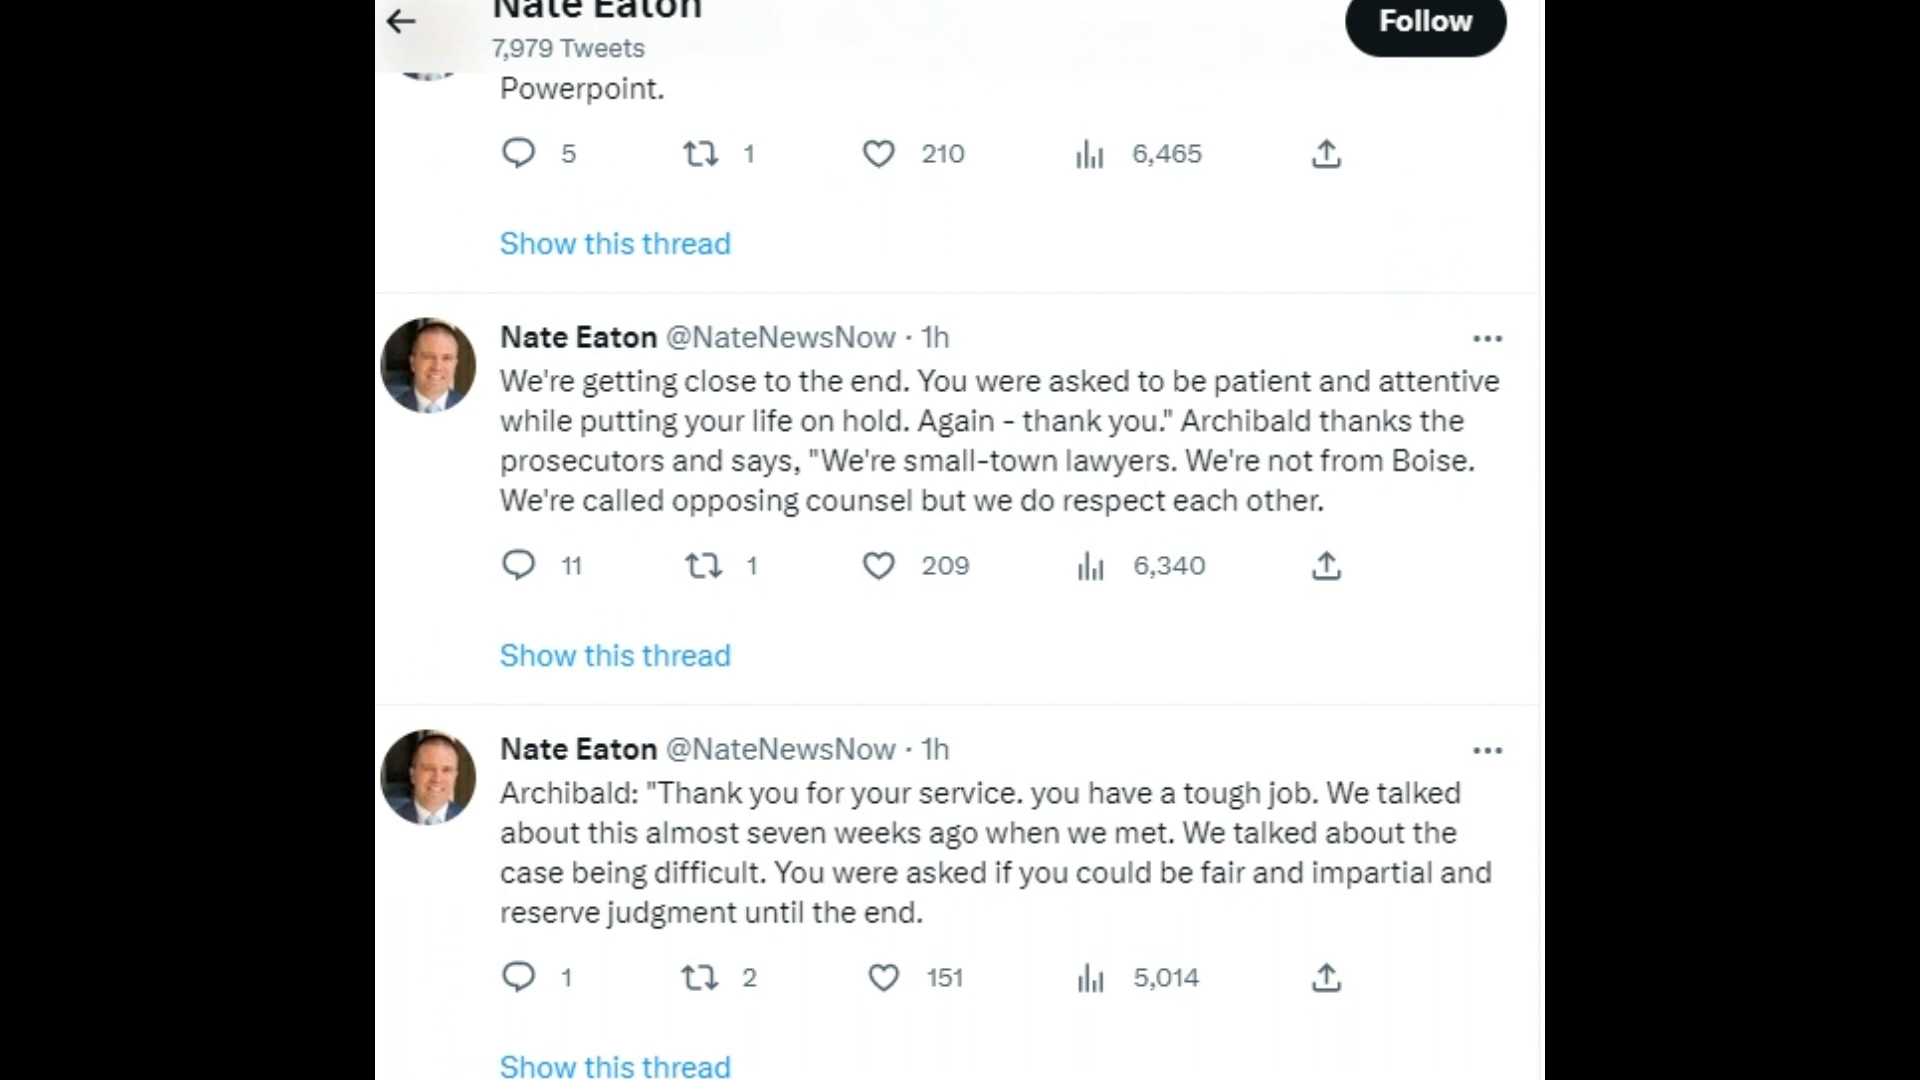 Nate Eaton
7,979 Tweets
Follow
Powerpoint.
5 1 210 6,465
Show this thread
Nate Eaton @NateNewsNow · 1h
We're getting close to the end. You were asked to be patient and attentive
while putting your life on hold. Again - thank you." Archibald thanks the
prosecutors and says, "We're small-town lawyers. We're not from Boise.
We're called opposing counsel but we do respect each other.
11 1 209 6,340
Show this thread
Nate Eaton @NateNewsNow · 1h
Archibald: "Thank you for your service. you have a tough job. We talked
about this almost seven weeks ago when we met. We talked about the
case being difficult. You were asked if you could be fair and impartial and
reserve judgment until the end.
1 2 151 5,014
Show this thread